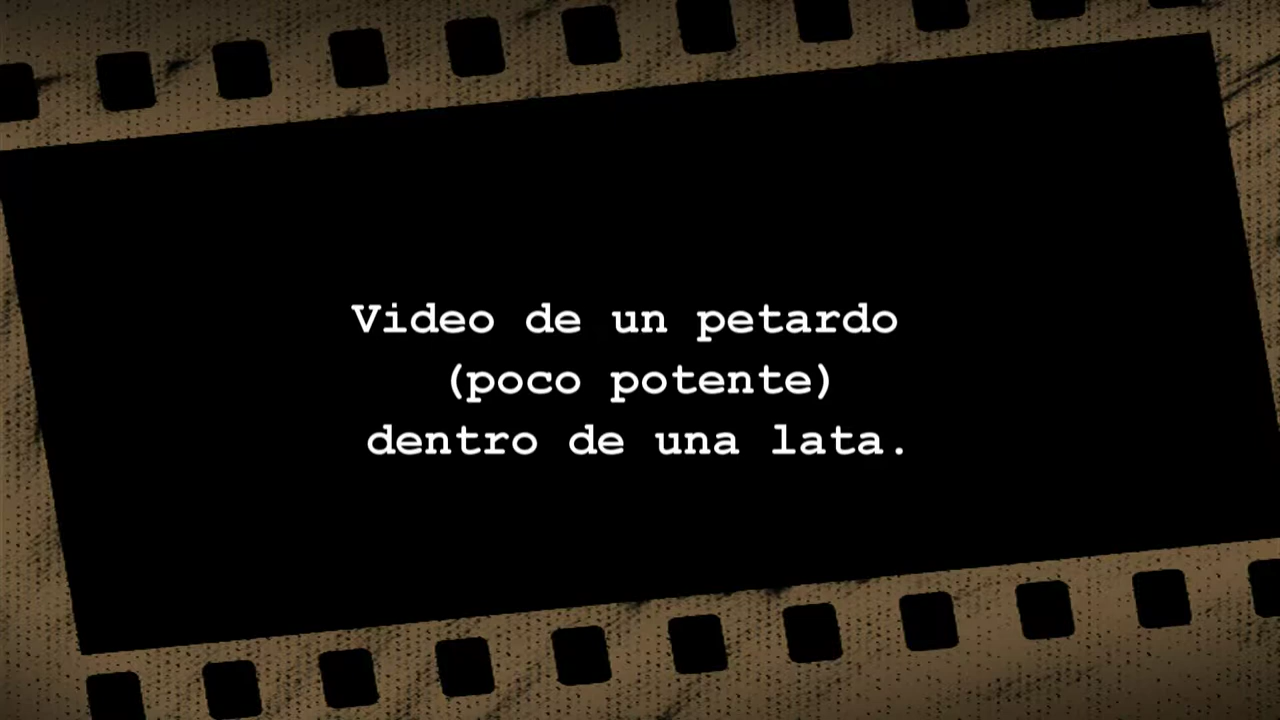 Video de un petardo
(poco potente)
dentro de una lata.